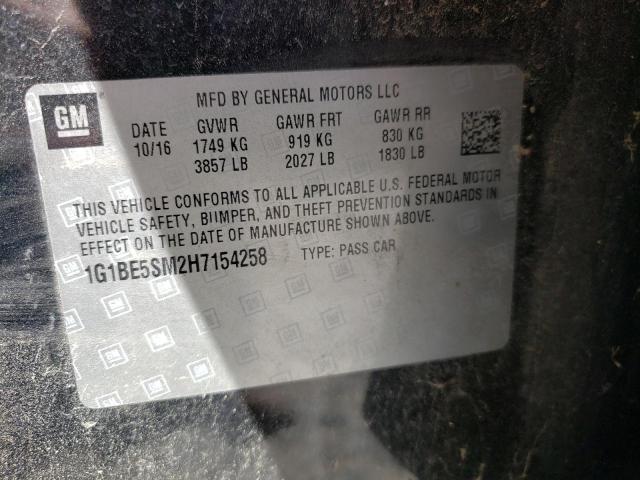 GM
MFD BY GENERAL MOTORS LLC
DATE GVWR GAWR FRT GAWR RR
10/16 1749 KG 919 KG 830 KG
3857 LB 2027 LB 1830 LB
THIS VEHICLE CONFORMS TO ALL APPLICABLE U.S. FEDERAL MOTOR
VEHICLE SAFETY, BUMPER, AND THEFT PREVENTION STANDARDS IN
EFFECT ON THE DATE OF MANUFACTURE SHOWN ABOVE.
1G1BE5SM2H7154258 TYPE: PASS CAR